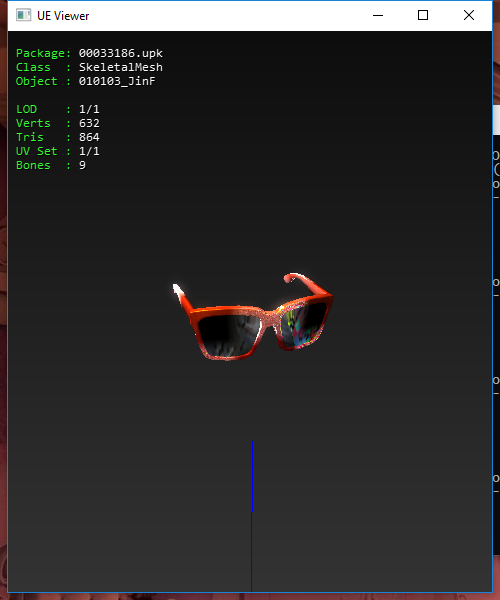 UE Viewer
Package: 00033186.upk
Class  : SkeletalMesh
Object : 010103_JinF
LOD    : 1/1
Verts  : 632
Tris   : 864
UV Set : 1/1
Bones  : 9